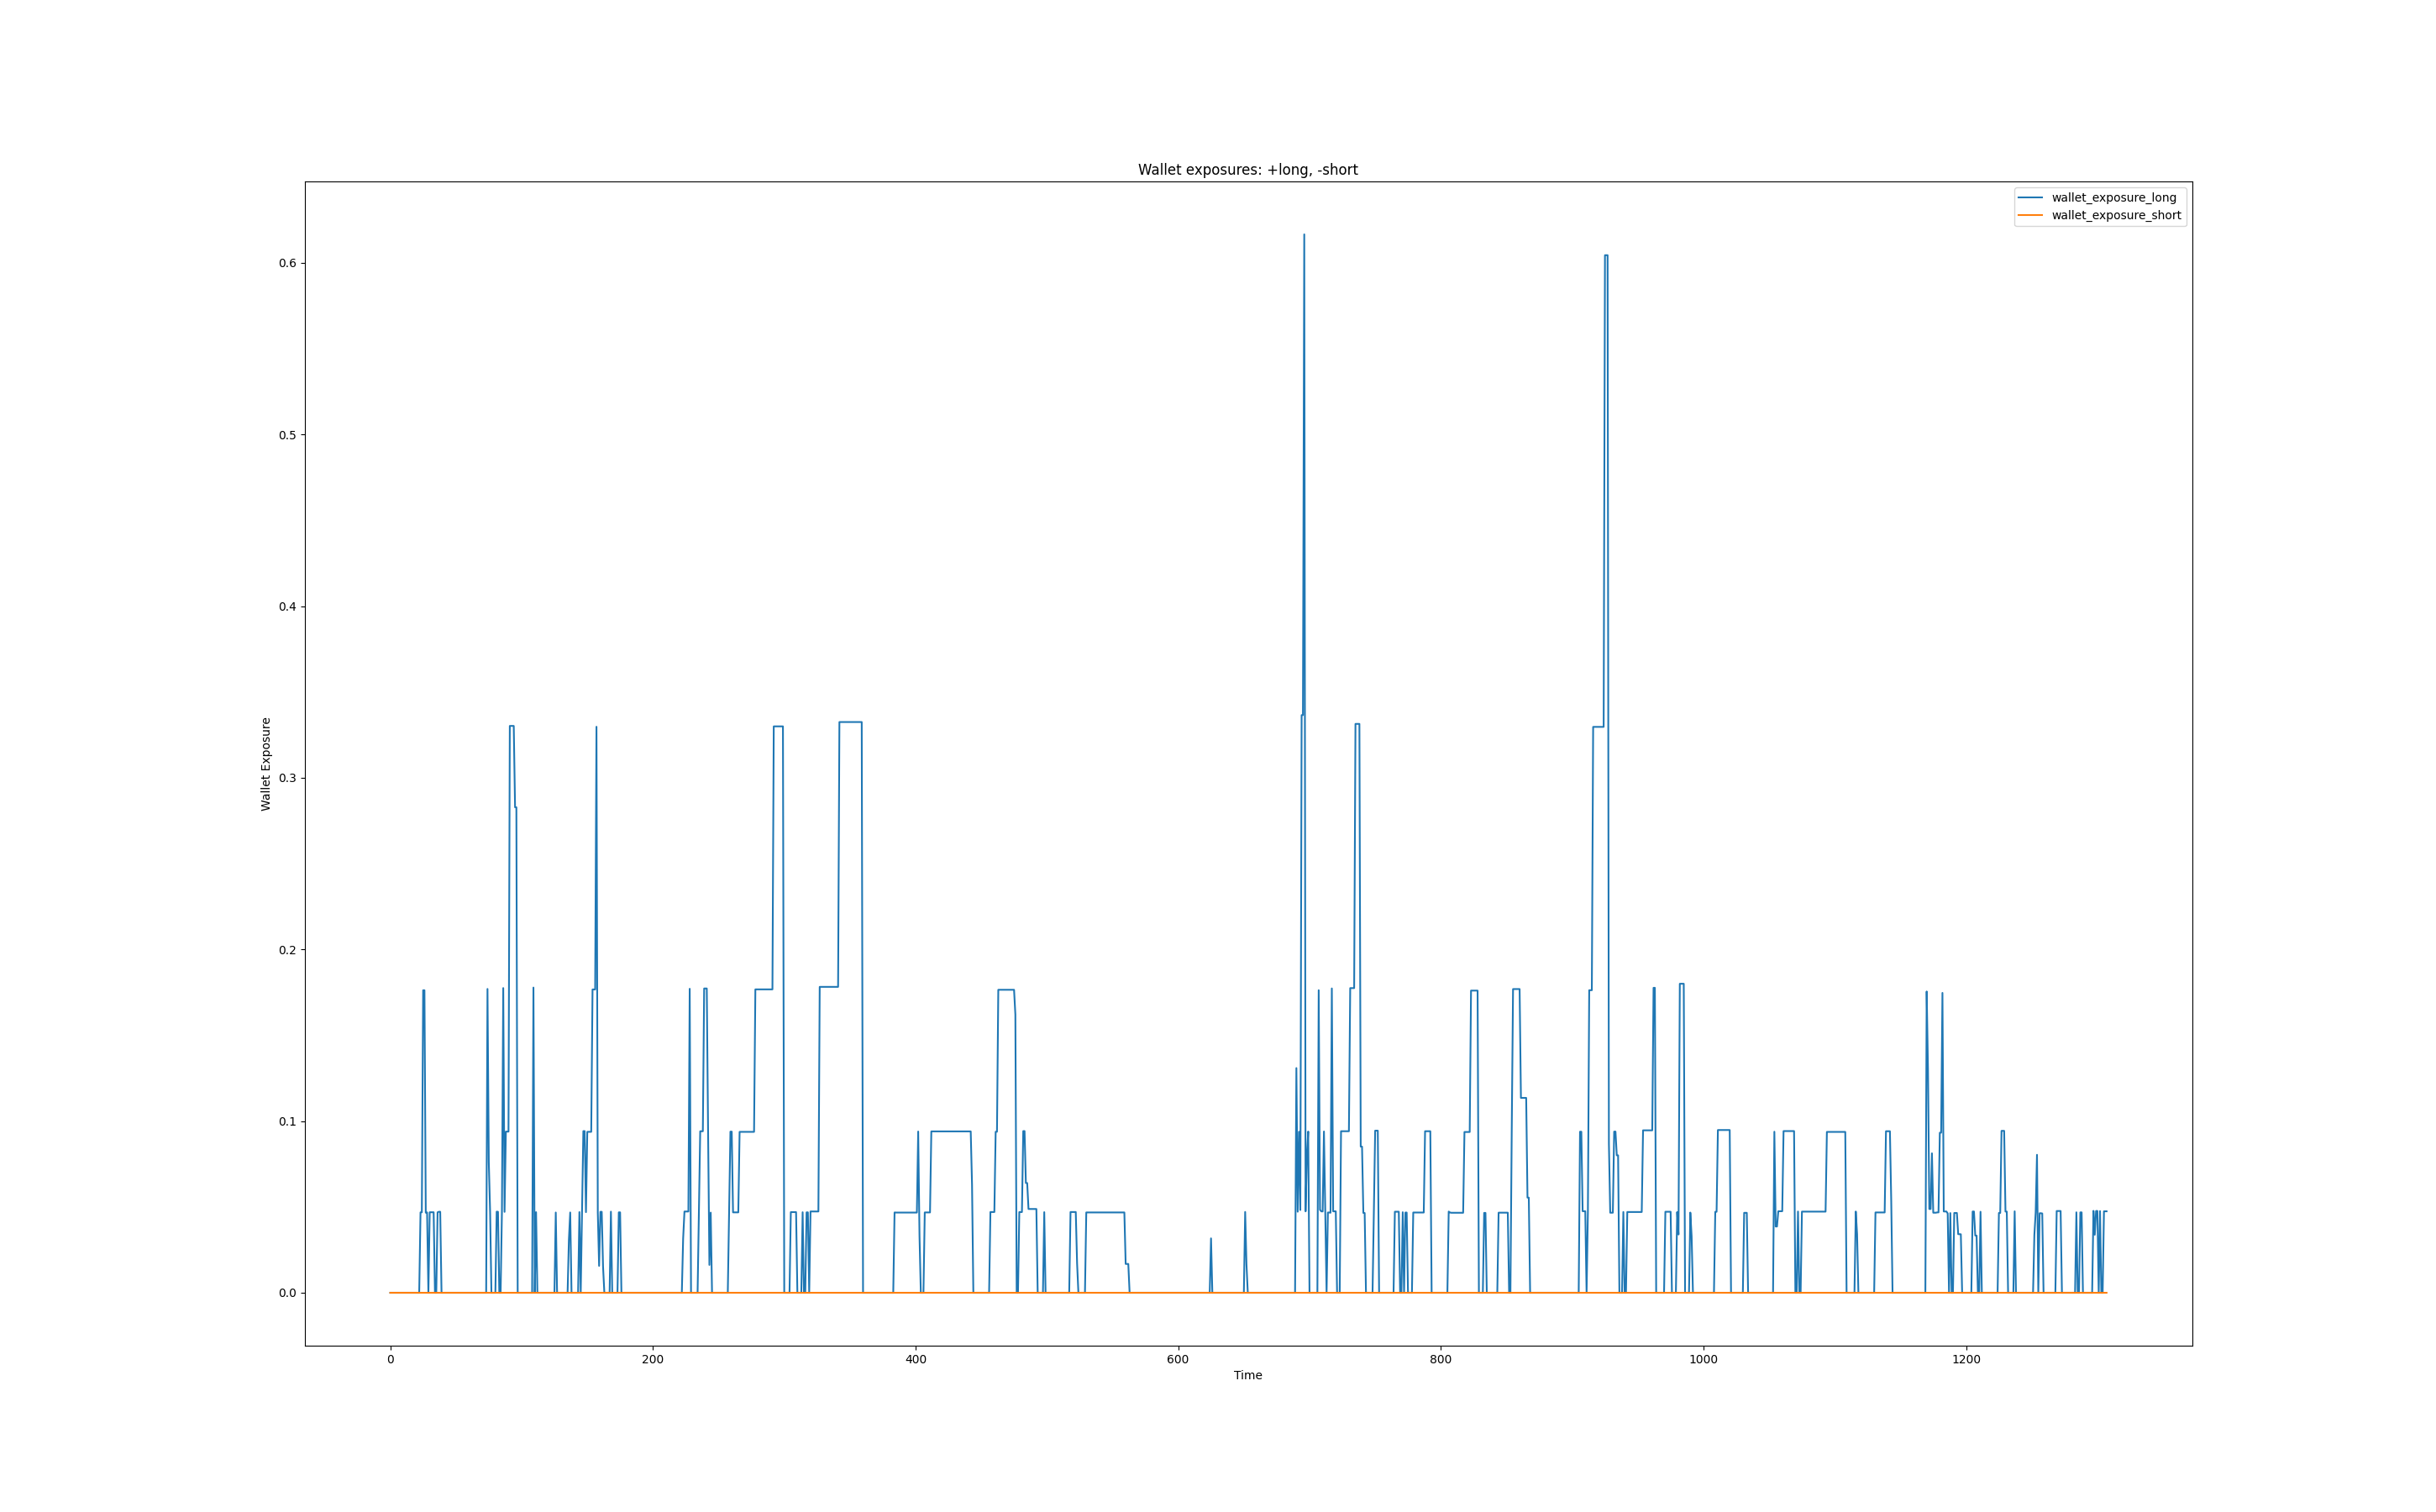 Wallet exposures: +long, -short
wallet_exposure_long
wallet_exposure_short
0.6
0.5
0.4
0.3
0.2
0.1
0.0
Wallet Exposure
0 200 400 600 800 1000 1200
Time